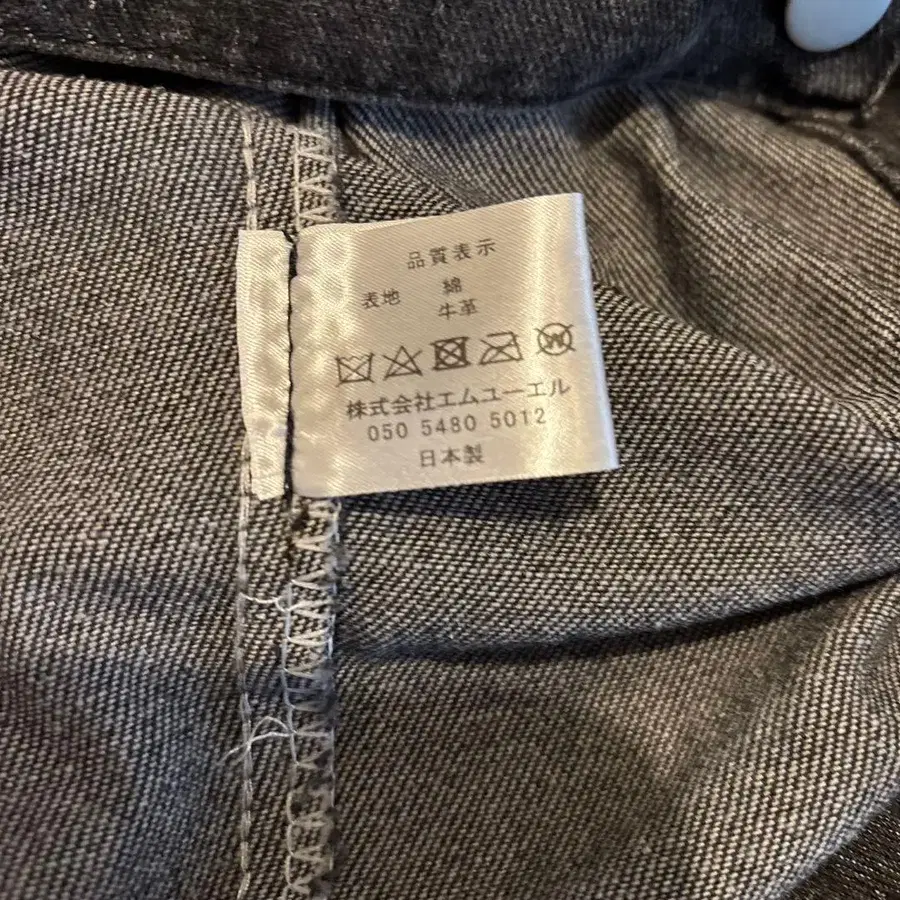 品質表示
表地 綿
牛革
W
株式会社エムユーエル
050 5480 5012
日本製